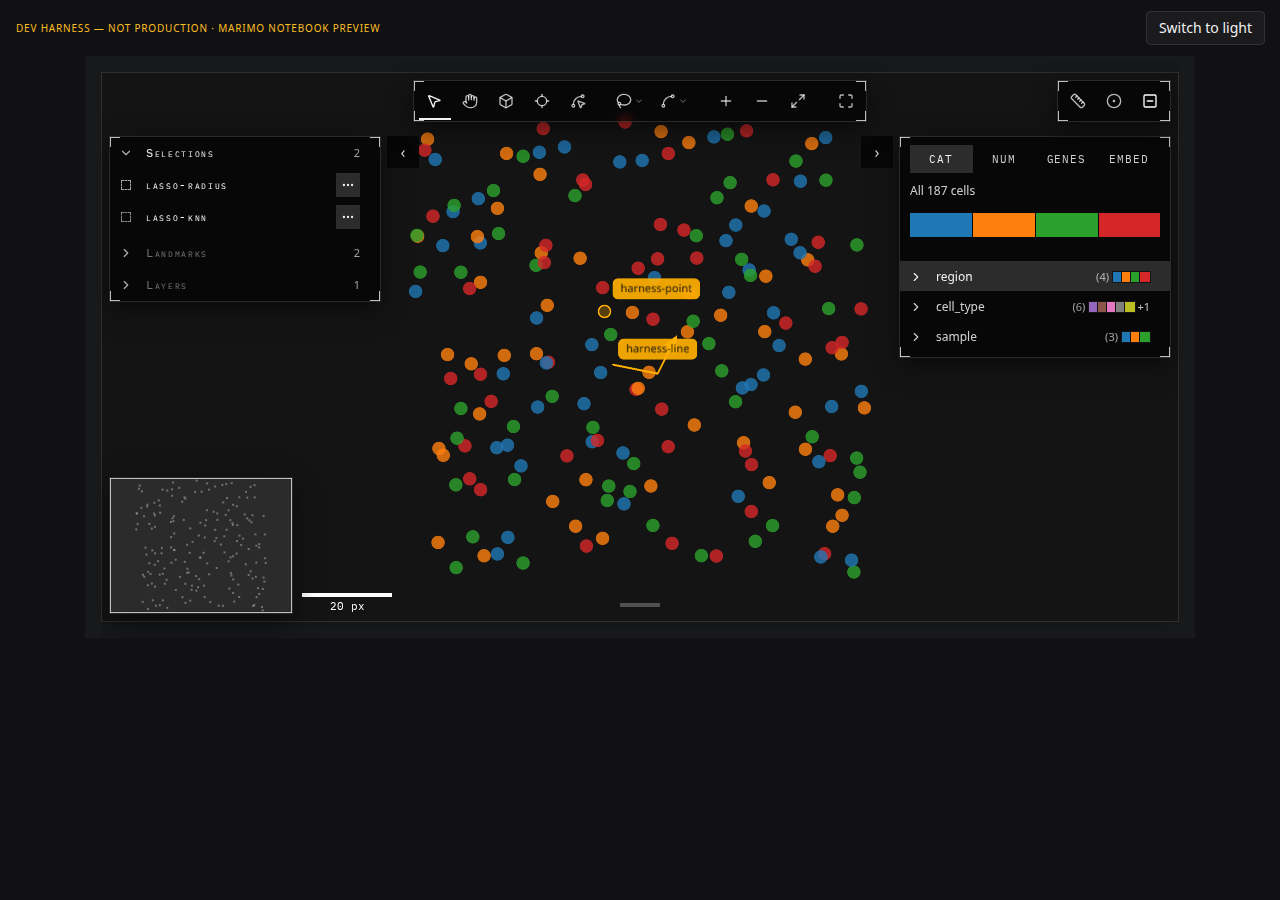 DEV HARNESS — NOT PRODUCTION · MARIMO NOTEBOOK PREVIEW
Switch to light
Selections 2
lasso-radius
lasso-knn
Landmarks 2
Layers 1
CAT NUM GENES EMBED
All 187 cells
region (4)
cell_type (6) +1
sample (3)
harness-point
harness-line
20 px